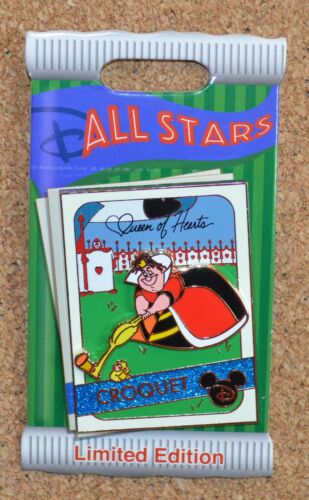 D ALL STARS
Queen of Hearts
CROQUET
D
Limited Edition